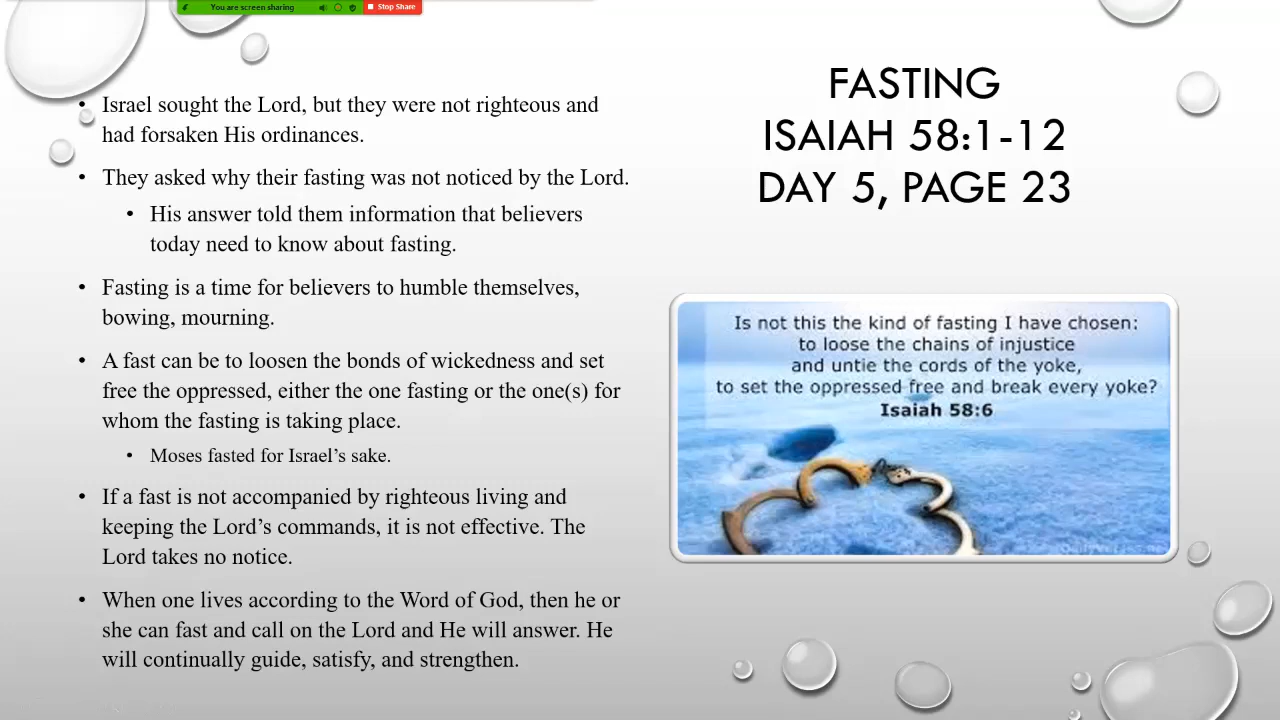 You are screen sharing
Stop Share
FASTING
ISAIAH 58:1-12
DAY 5, PAGE 23
• Israel sought the Lord, but they were not righteous and
had forsaken His ordinances.
• They asked why their fasting was not noticed by the Lord.
• His answer told them information that believers
today need to know about fasting.
• Fasting is a time for believers to humble themselves,
bowing, mourning.
• A fast can be to loosen the bonds of wickedness and set
free the oppressed, either the one fasting or the one(s) for
whom the fasting is taking place.
• Moses fasted for Israel’s sake.
• If a fast is not accompanied by righteous living and
keeping the Lord’s commands, it is not effective. The
Lord takes no notice.
• When one lives according to the Word of God, then he or
she can fast and call on the Lord and He will answer. He
will continually guide, satisfy, and strengthen.
Is not this the kind of fasting I have chosen:
to loose the chains of injustice
and untie the cords of the yoke,
to set the oppressed free and break every yoke?
Isaiah 58:6